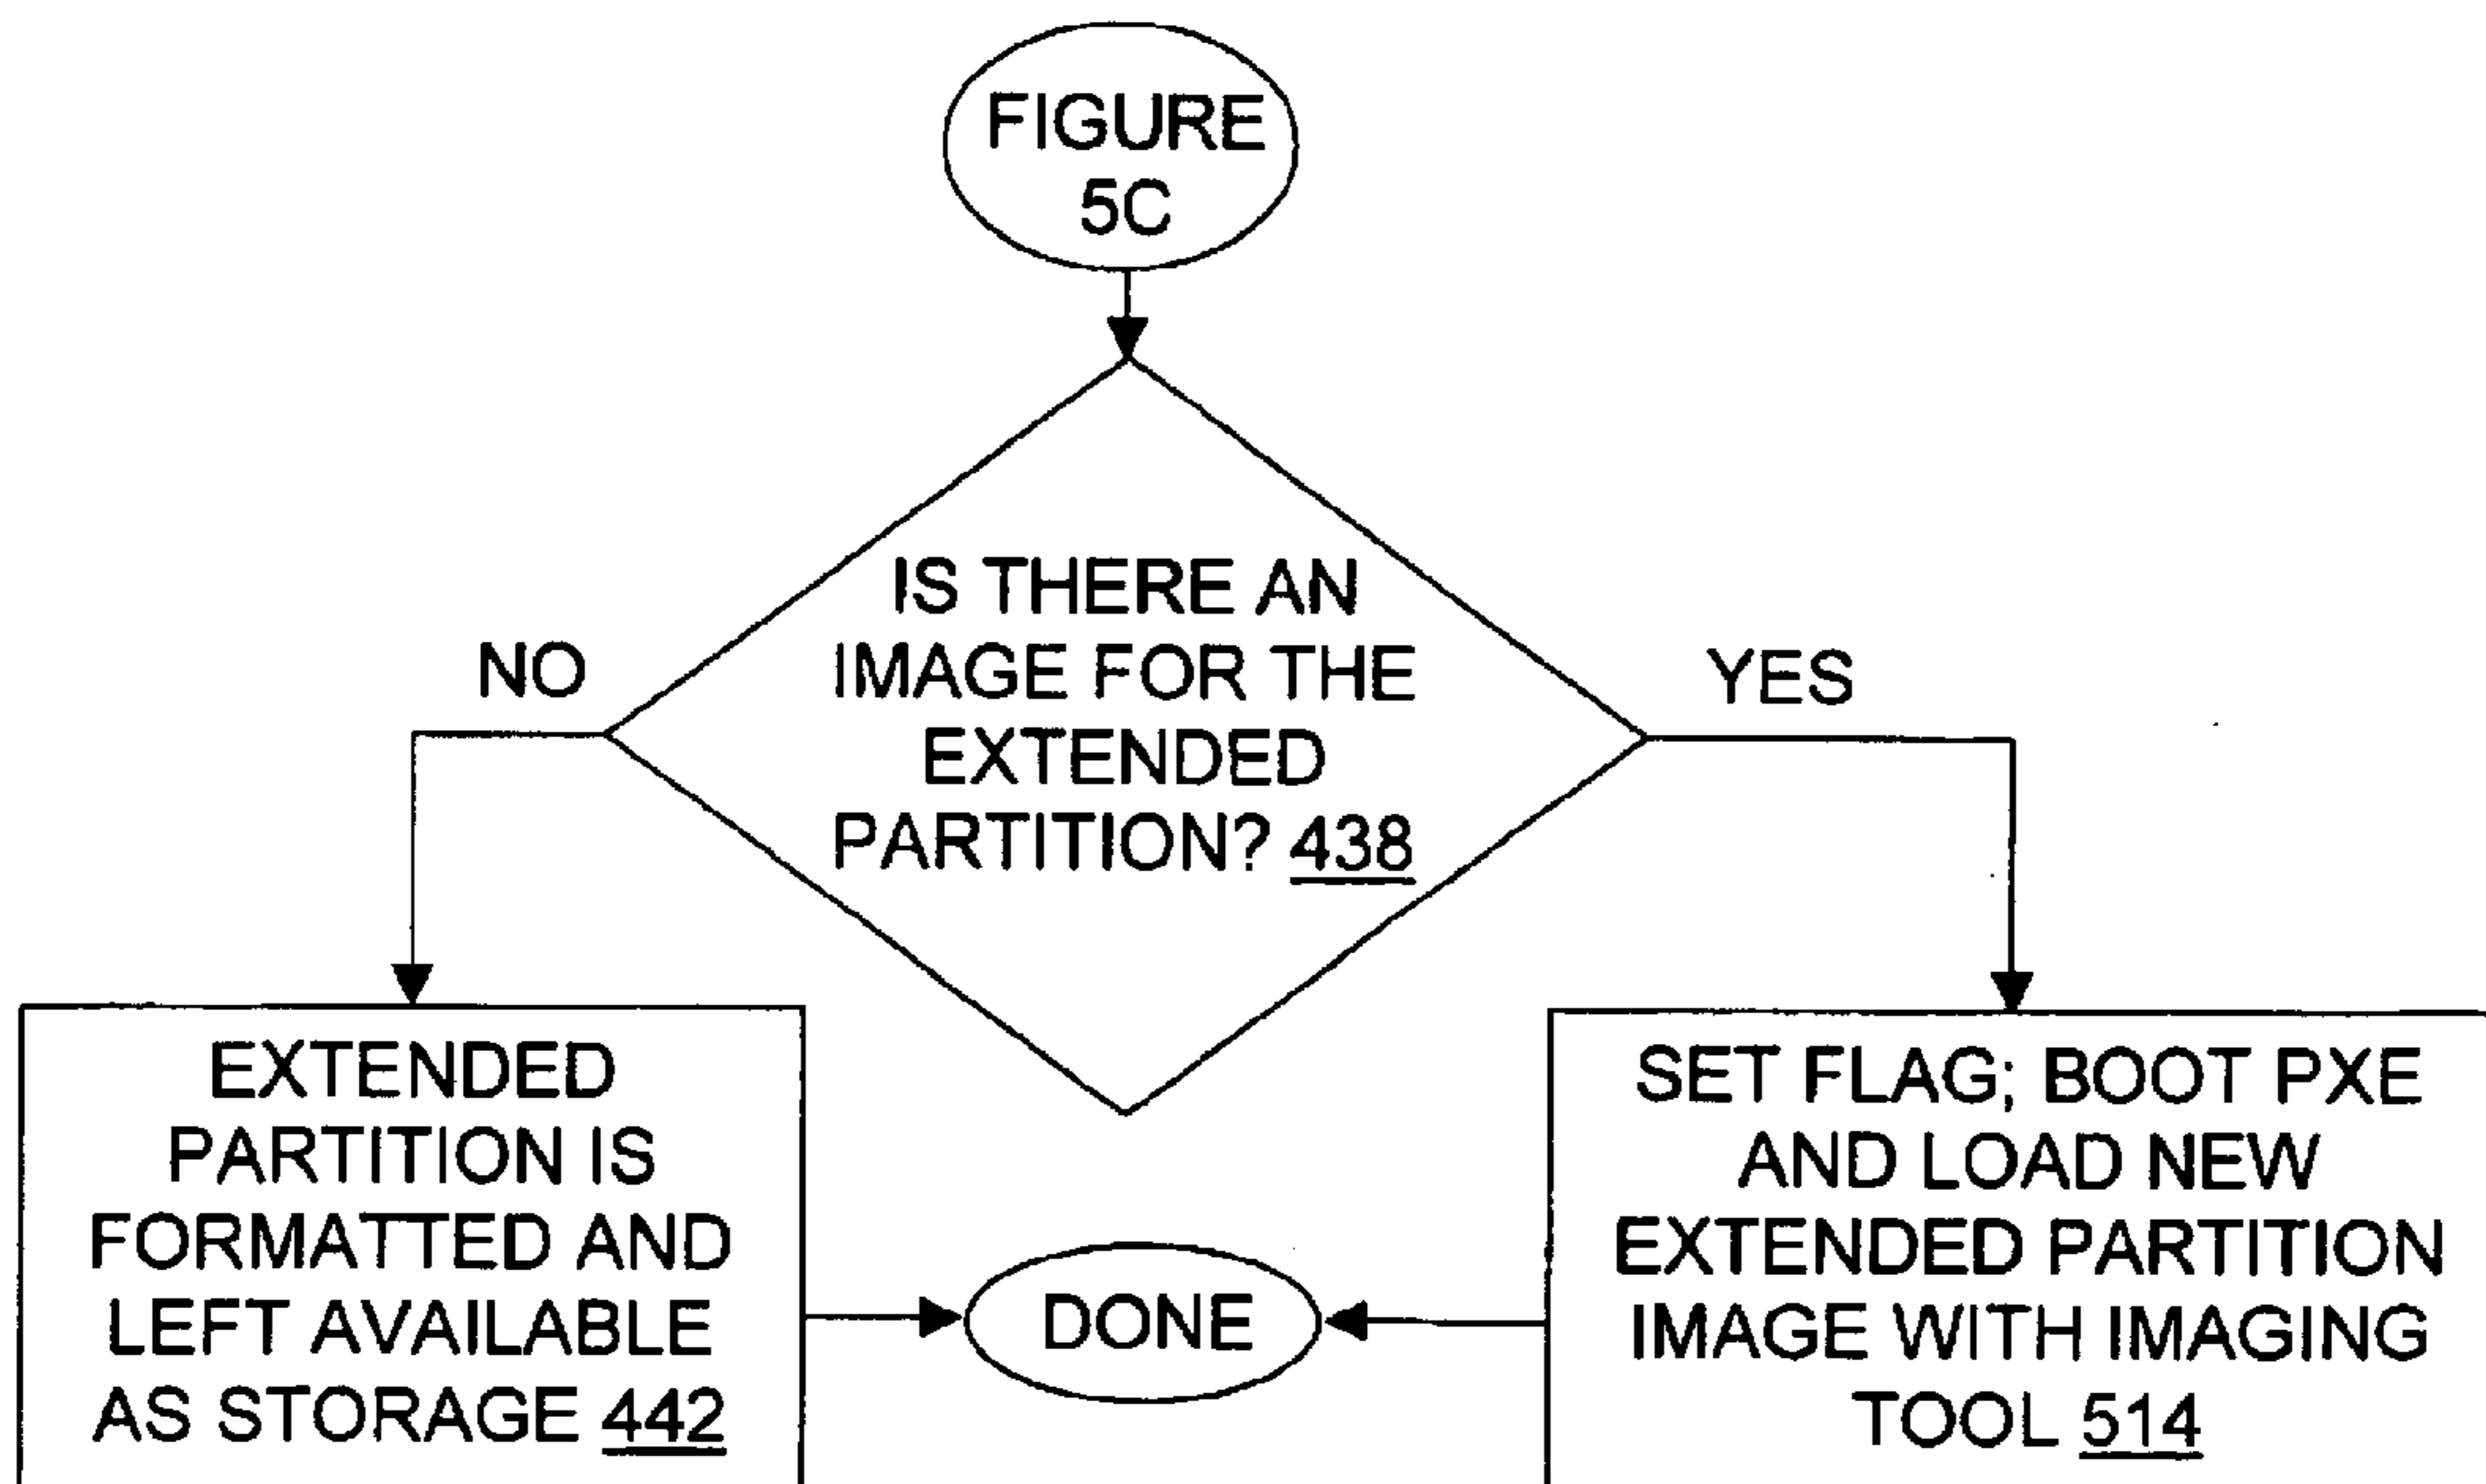 FIGURE
5C
IS THERE AN
IMAGE FOR THE
EXTENDED
PARTITION? 438
NO
YES
EXTENDED
PARTITION IS
FORMATTED AND
LEFT AVAILABLE
AS STORAGE 442
DONE
SET FLAG; BOOT PXE
AND LOAD NEW
EXTENDED PARTITION
IMAGE WITH IMAGING
TOOL 514